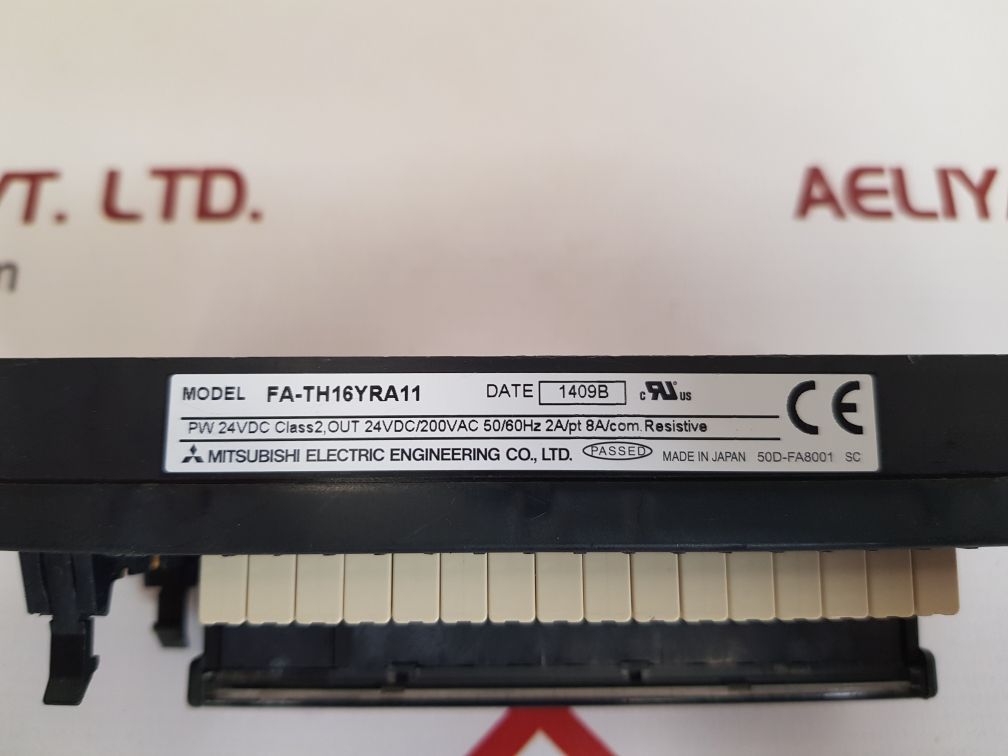 VT. LTD. AELIY
MODEL FA-TH16YRA11 DATE 1409B c RU us CE
PW 24VDC Class2,OUT 24VDC/200VAC 50/60Hz 2A/pt 8A/com.Resistive
MITSUBISHI ELECTRIC ENGINEERING CO., LTD. PASSED MADE IN JAPAN 50D-FA8001 SC